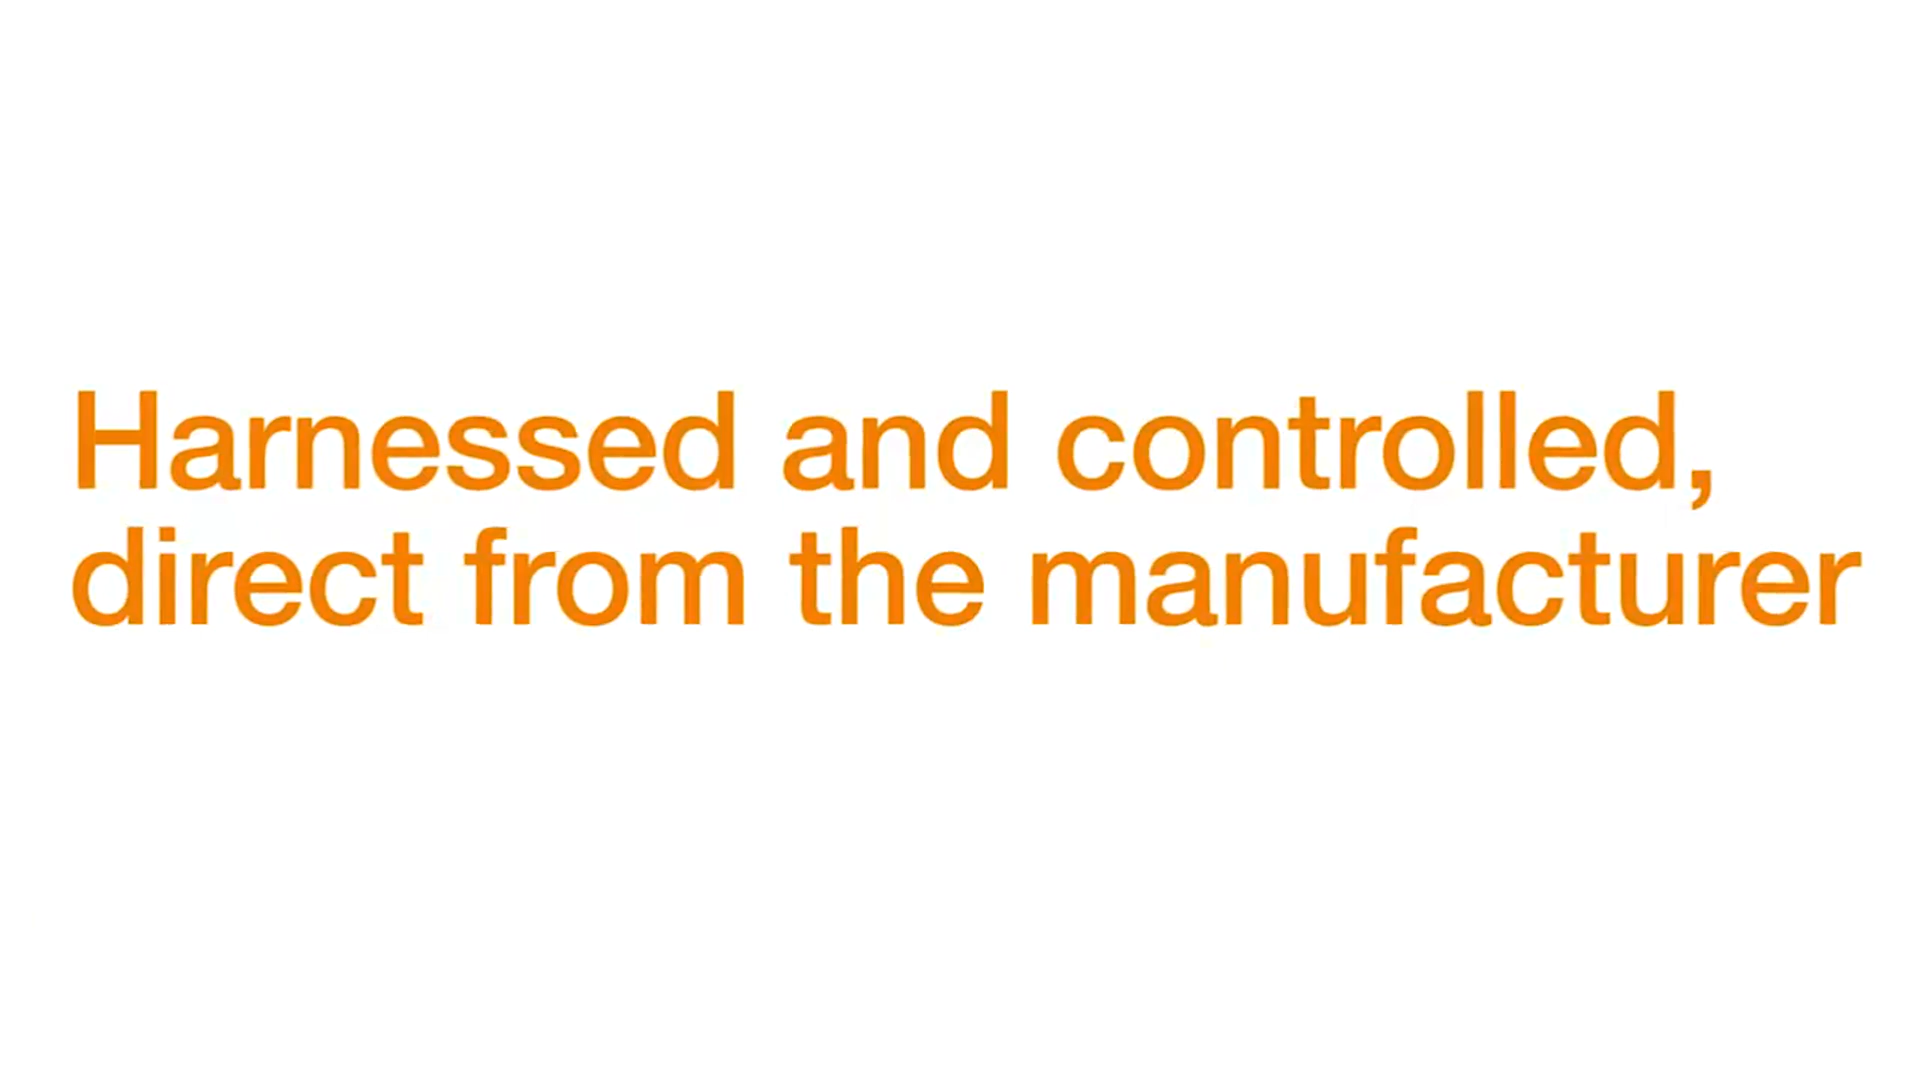 Harnessed and controlled,
direct from the manufacturer